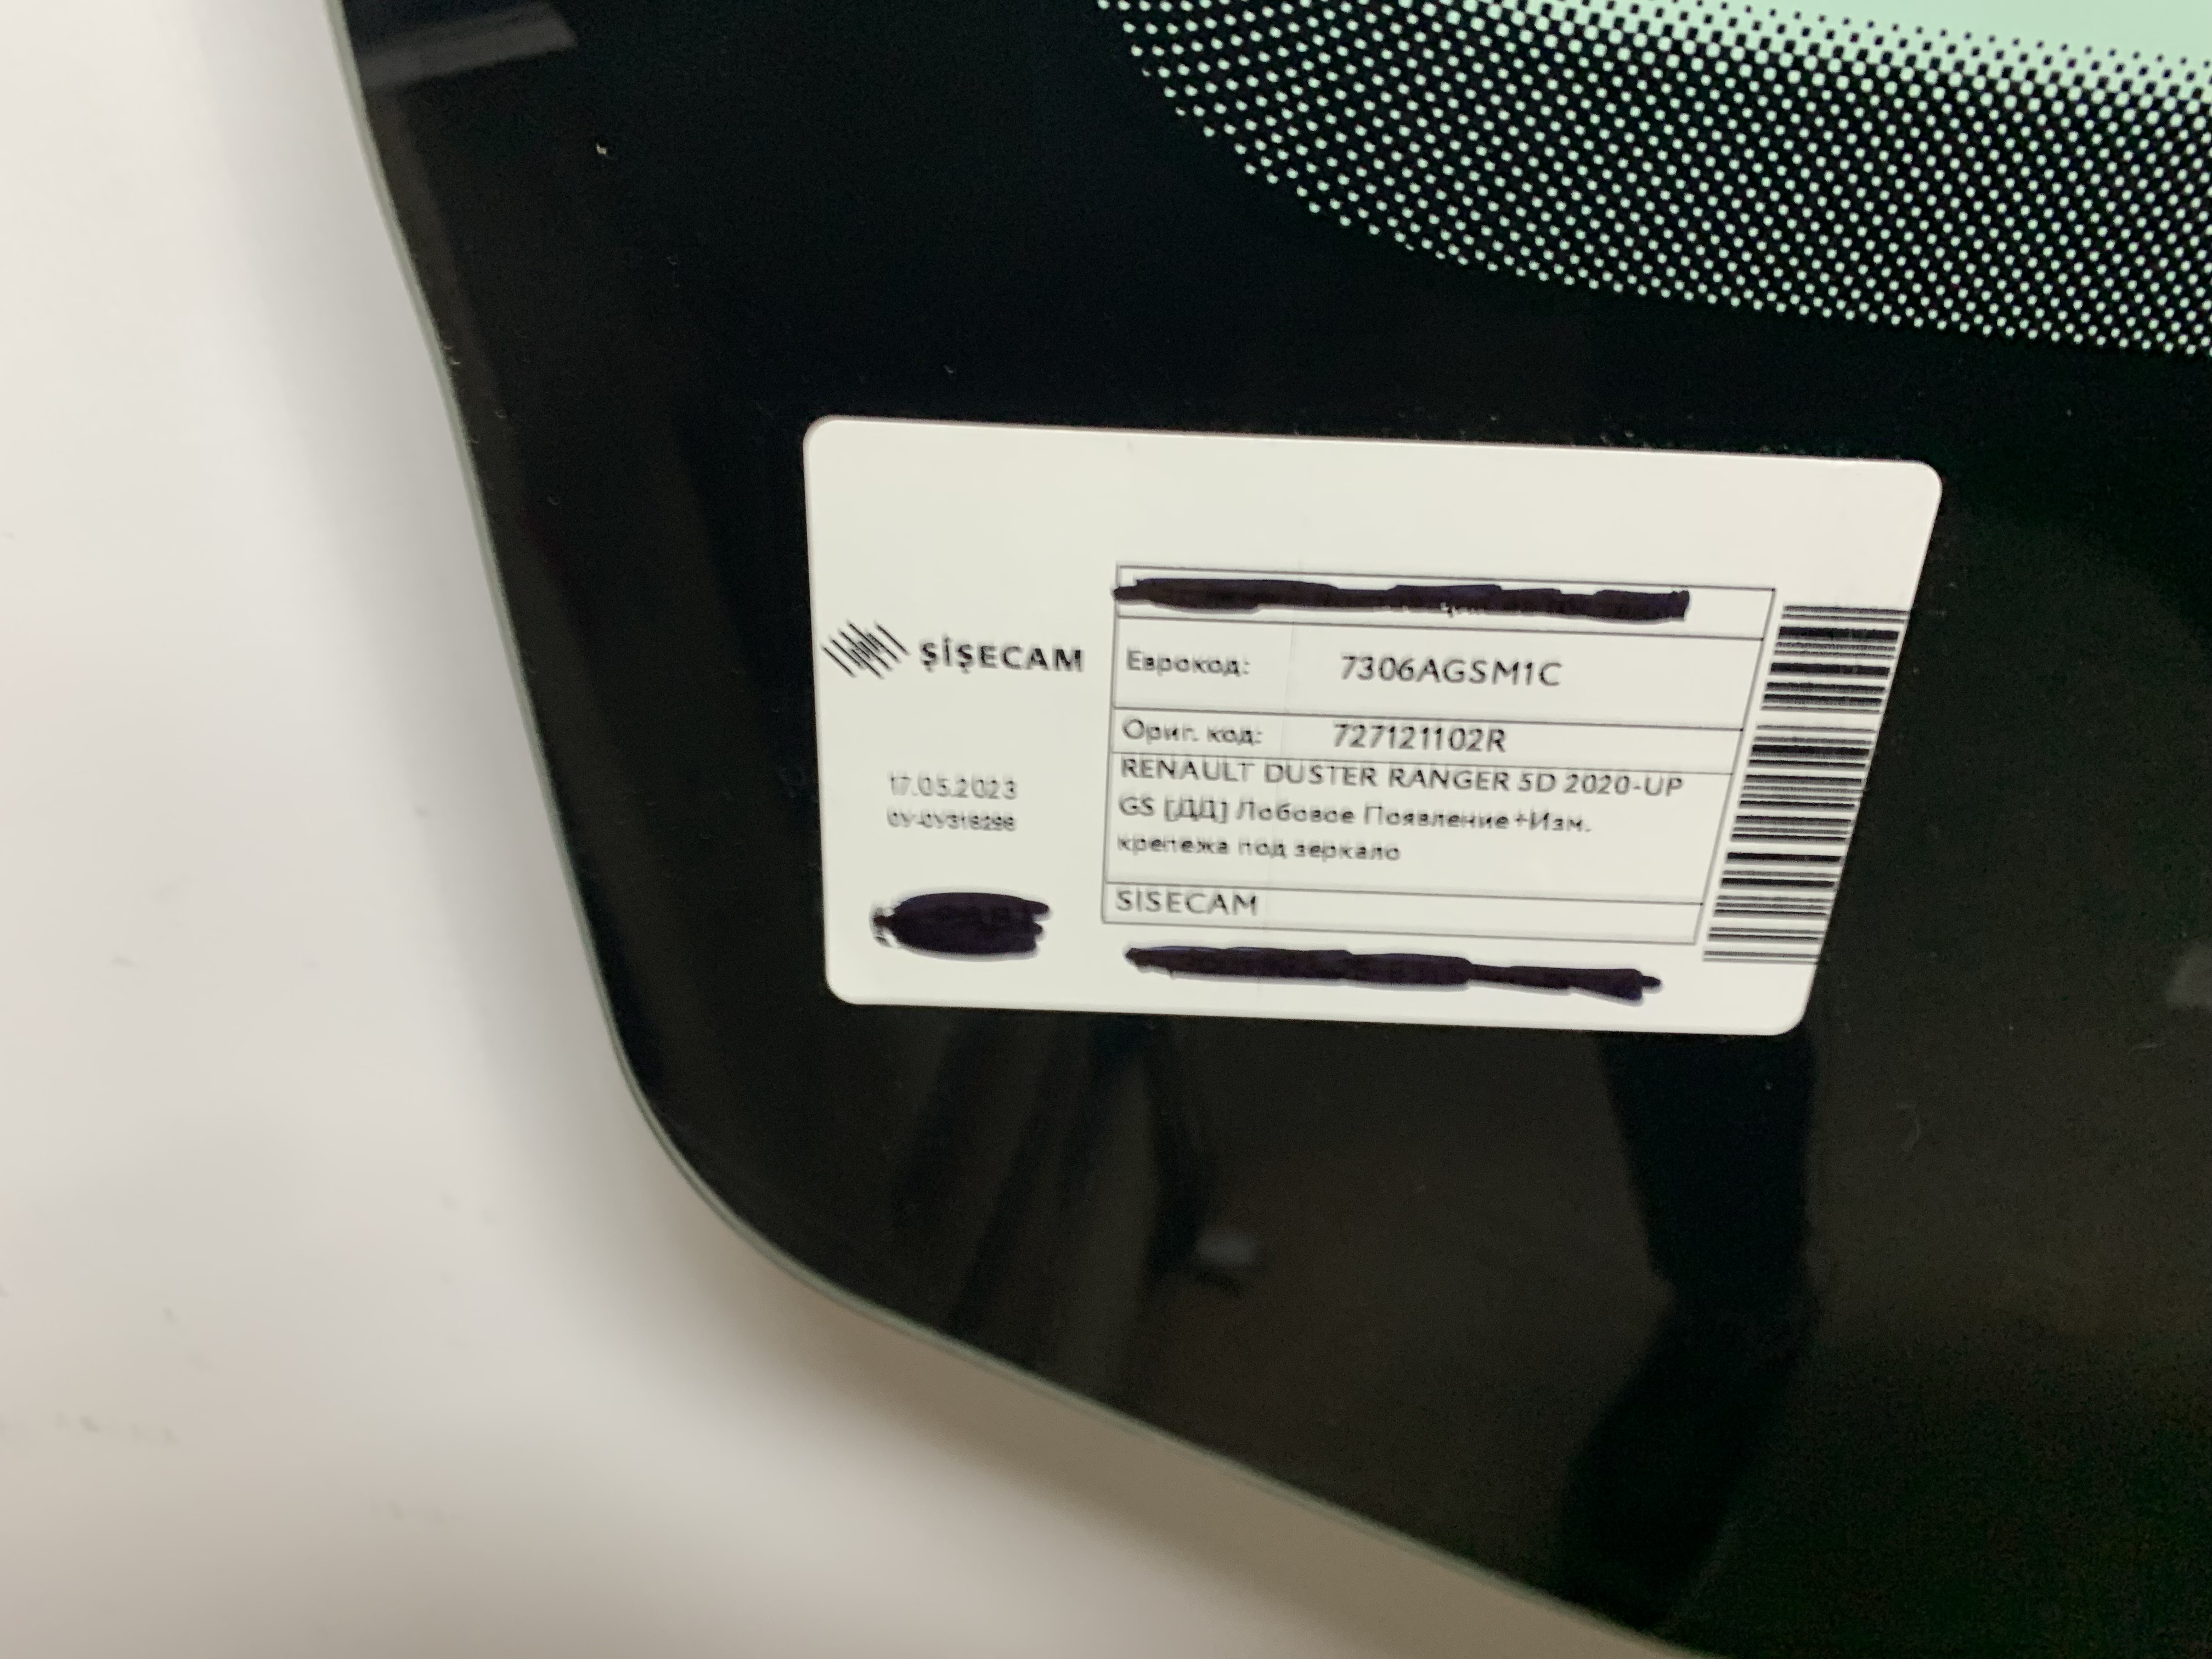 ŞİŞECAM
Еврокод: 7306AGSM1C
Ориг. код: 727121102R
RENAULT DUSTER RANGER 5D 2020-UP
GS [ДД] Лобовое Появление+Изм.
крепежа под зеркало
SISECAM
17.05.2023